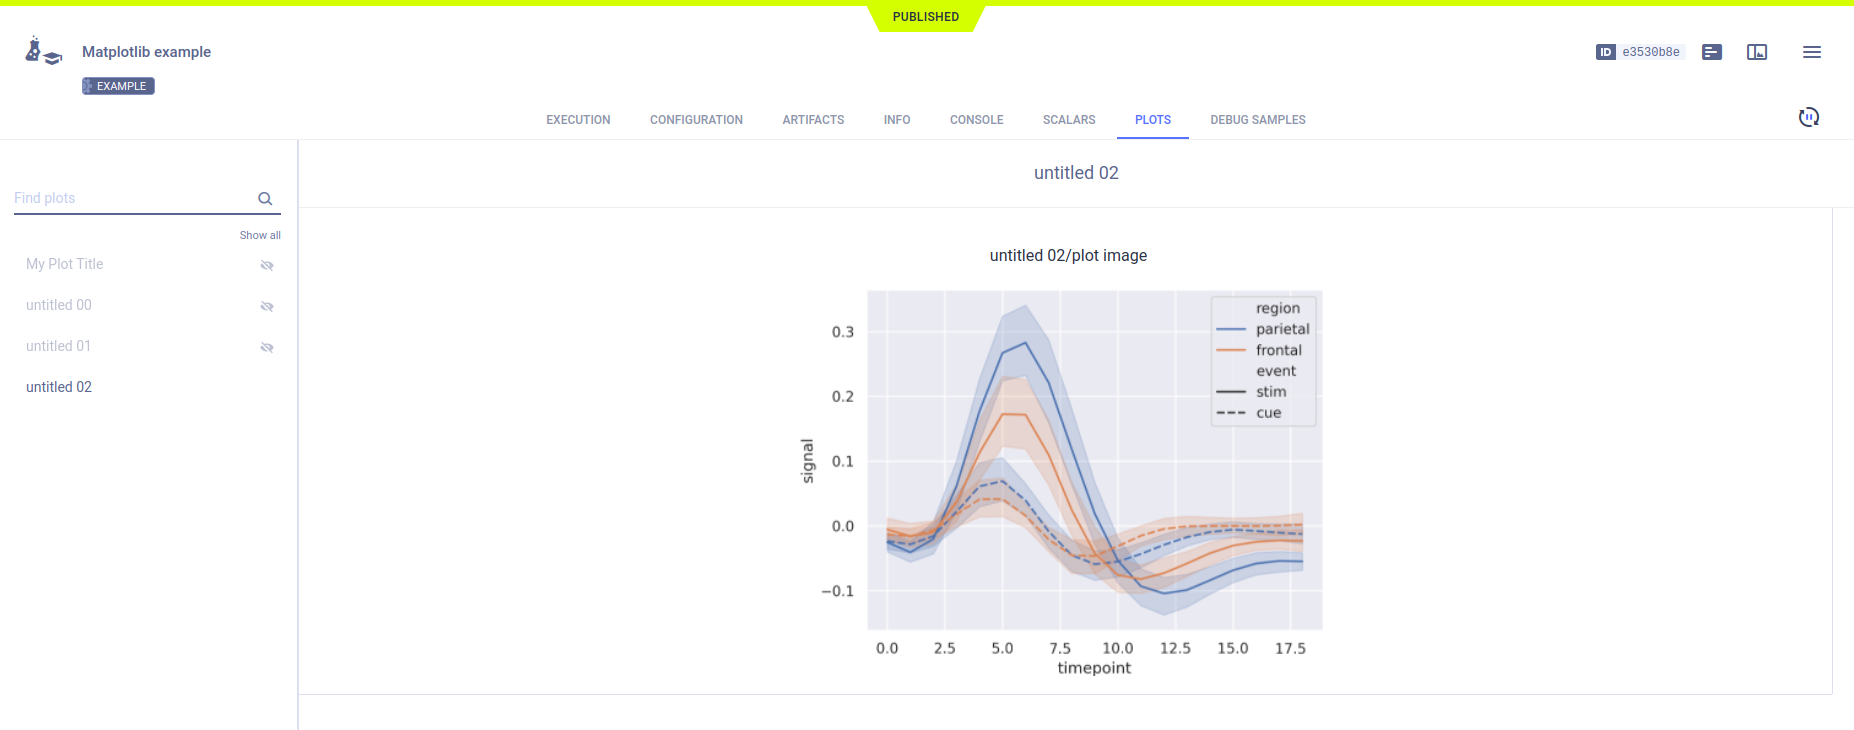 PUBLISHED
Matplotlib example
ID e3530b8e
EXAMPLE
EXECUTION CONFIGURATION ARTIFACTS INFO CONSOLE SCALARS PLOTS DEBUG SAMPLES
untitled 02
Find plots
Show all
My Plot Title
untitled 00
untitled 01
untitled 02
untitled 02/plot image
region
parietal
frontal
event
stim
cue
signal
0.3
0.2
0.1
0.0
−0.1
0.0 2.5 5.0 7.5 10.0 12.5 15.0 17.5
timepoint